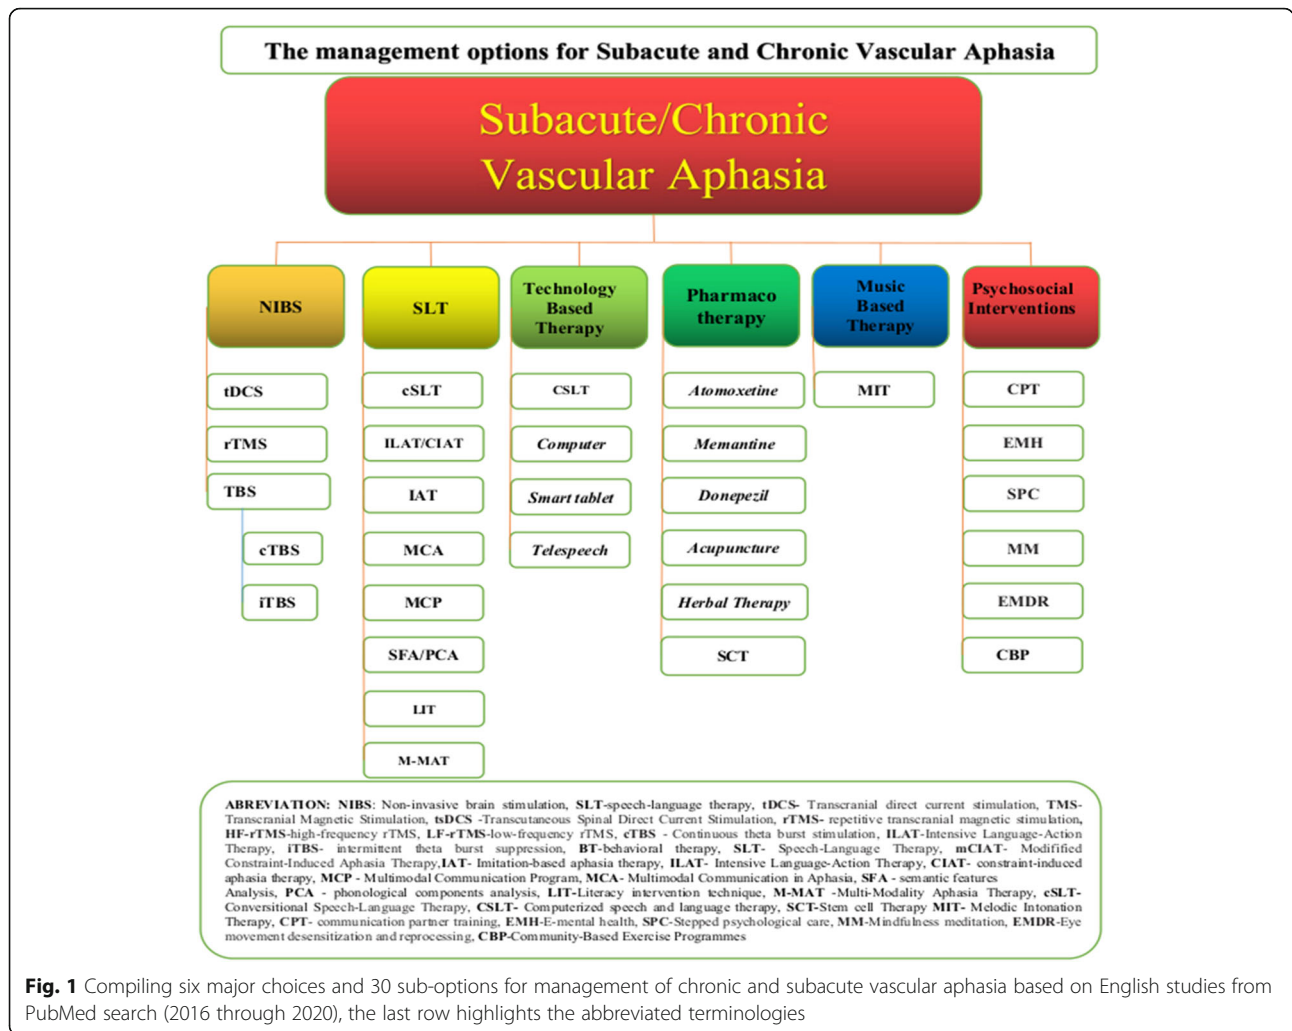 The management options for Subacute and Chronic Vascular Aphasia
Subacute/Chronic
Vascular Aphasia
NIBS
tDCS
rTMS
TBS
cTBS
iTBS
SLT
cSLT
ILAT/CIAT
IAT
MCA
MCP
SFA/PCA
LIT
M-MAT
Technology
Based
Therapy
CSLT
Computer
Smart tablet
Telespeech
Pharmaco
therapy
Atomoxetine
Memantine
Donepezil
Acupuncture
Herbal Therapy
SCT
Music
Based
Therapy
MIT
Psychosocial
Interventions
CPT
EMH
SPC
MM
EMDR
CBP
ABREVIATION: NIBS: Non-invasive brain stimulation, SLT-speech-language therapy, tDCS- Transcranial direct current stimulation, TMS-
Transcranial Magnetic Stimulation, tsDCS -Transcutaneous Spinal Direct Current Stimulation, rTMS- repetitive transcranial magnetic stimulation,
HF-rTMS-high-frequency rTMS, LF-rTMS-low-frequency rTMS, cTBS - Continuous theta burst stimulation, ILAT-Intensive Language-Action
Therapy, iTBS- intermittent theta burst suppression, BT-behavioral therapy, SLT- Speech-Language Therapy, mCIAT- Modifified
Constraint-Induced Aphasia Therapy,IAT- Imitation-based aphasia therapy, ILAT- Intensive Language-Action Therapy, CIAT- constraint-induced
aphasia therapy, MCP - Multimodal Communication Program, MCA- Multimodal Communication in Aphasia, SFA - semantic features
Analysis, PCA - phonological components analysis, LIT-Literacy intervention technique, M-MAT -Multi-Modality Aphasia Therapy, cSLT-
Conversitional Speech-Language Therapy, CSLT- Computerized speech and language therapy, SCT-Stem cell Therapy MIT- Melodic Intonation
Therapy, CPT- communication partner training, EMH-E-mental health, SPC-Stepped psychological care, MM-Mindfulness meditation, EMDR-Eye
movement desensitization and reprocessing, CBP-Community-Based Exercise Programmes
Fig. 1 Compiling six major choices and 30 sub-options for management of chronic and subacute vascular aphasia based on English studies from
PubMed search (2016 through 2020), the last row highlights the abbreviated terminologies